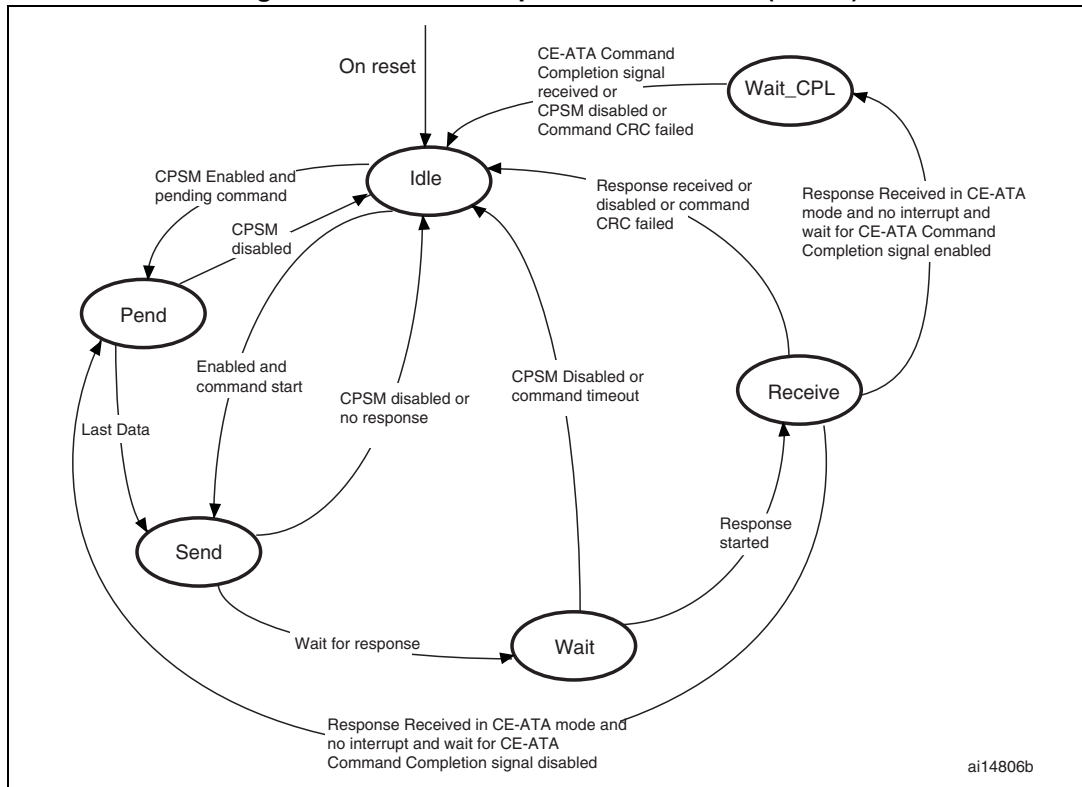 On reset
CE-ATA Command
Completion signal
received or
CPSM disabled or
Command CRC failed
Wait_CPL
Idle
CPSM Enabled and
pending command
CPSM
disabled
Response received or
disabled or command
CRC failed
Response Received in CE-ATA
mode and no interrupt and
wait for CE-ATA Command
Completion signal enabled
Pend
Enabled and
command start
CPSM disabled or
no response
CPSM Disabled or
command timeout
Receive
Last Data
Send
Response
started
Wait for response
Wait
Response Received in CE-ATA mode and
no interrupt and wait for CE-ATA
Command Completion signal disabled
ai14806b